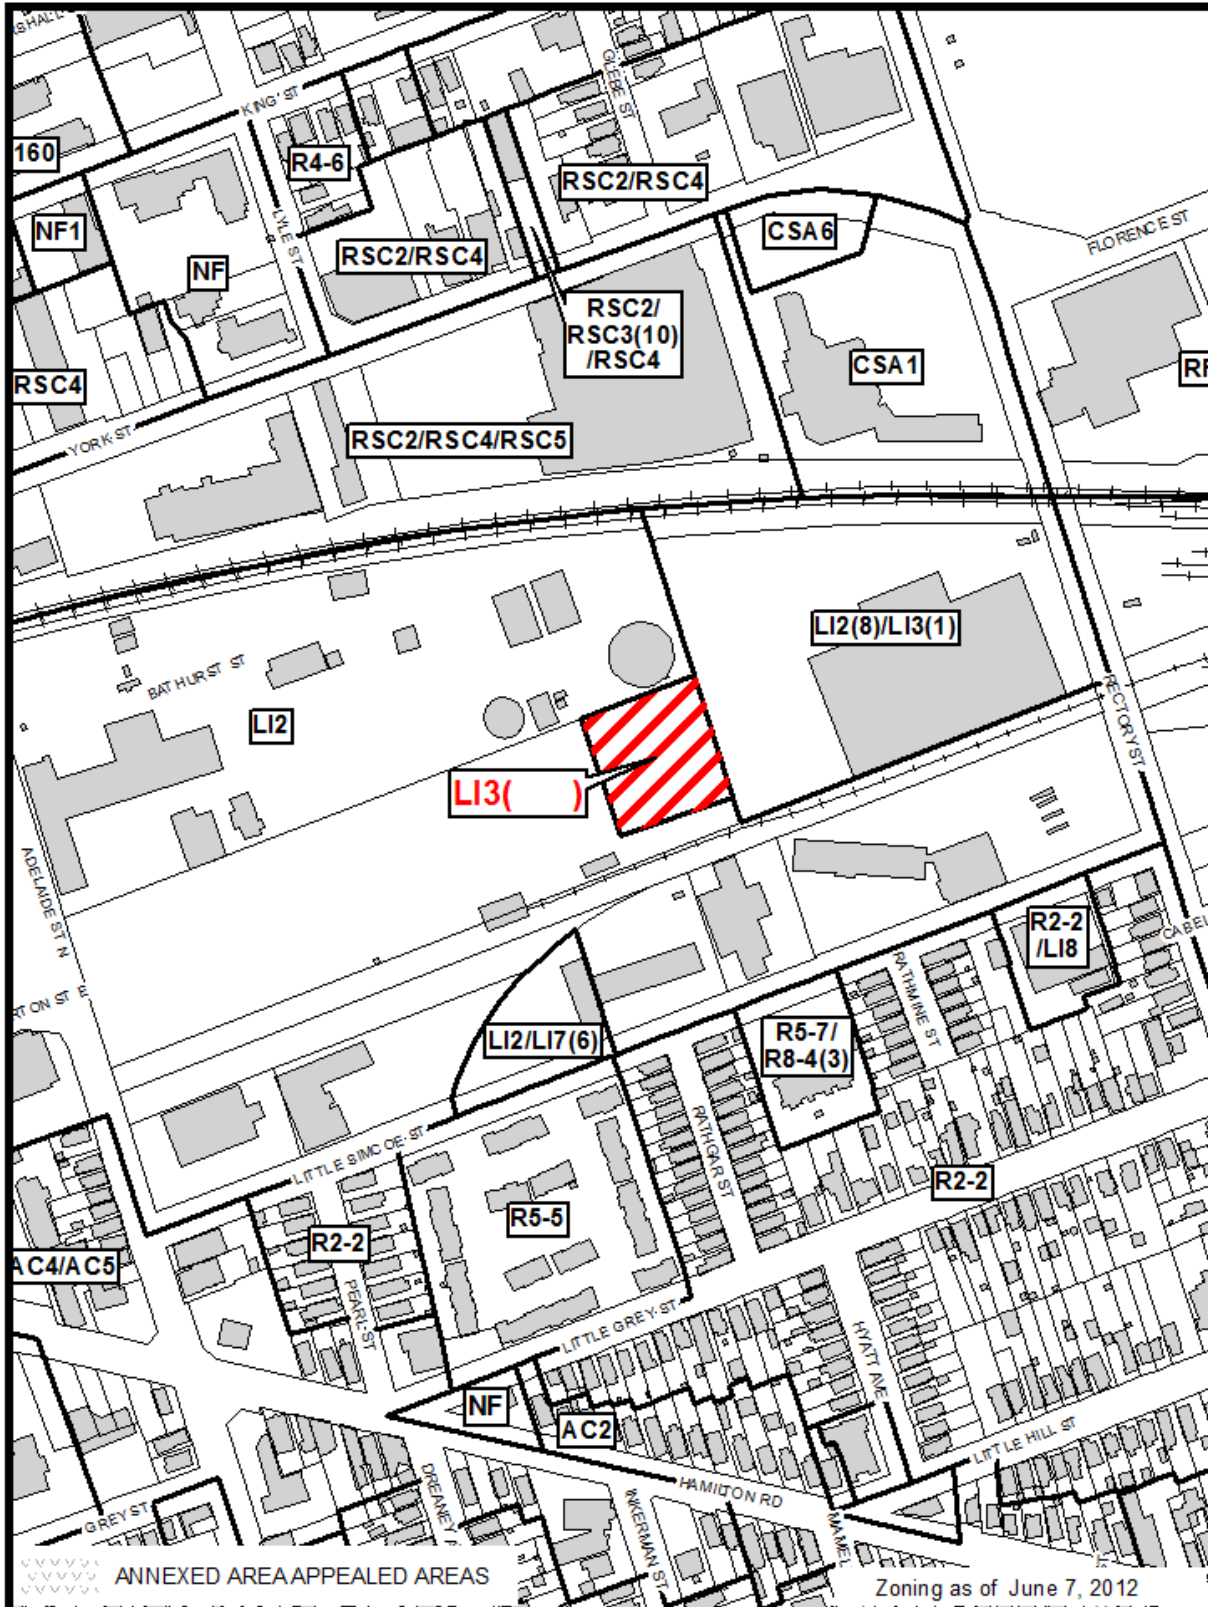 KING ST
GLEBE ST
160
R4-6
RSC2/RSC4
NF1
LYLE ST
CSA6
FLORENCE ST
NF
RSC2/RSC4
RSC2/
RSC3(10)
/RSC4
RSC4
CSA1
YORK ST
RSC2/RSC4/RSC5
LI2(8)/LI3(1)
BATHURST ST
RECTORY ST
LI2
LI3( )
ADELAIDE ST N
R2-2
/LI8
RATHMINE ST
LI2/LI7(6)
R5-7/
R8-4(3)
LITTLE SIMCOE ST
RATHGAR ST
R2-2
R5-5
R2-2
AC4/AC5
PEARL ST
LITTLE GREY ST
HYATT AVE
NF
AC2
LITTLE HILL ST
HAMILTON RD
GREY ST
DREANEY
INKERMAN ST
ANNEXED AREA APPEALED AREAS
Zoning as of June 7, 2012